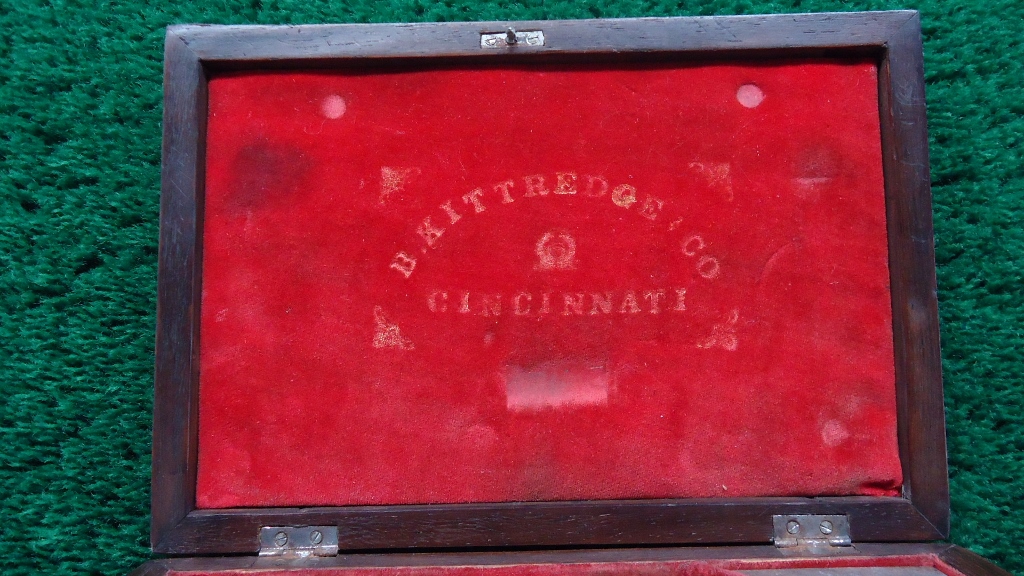 B. KITTREDGE & CO
CINCINNATI